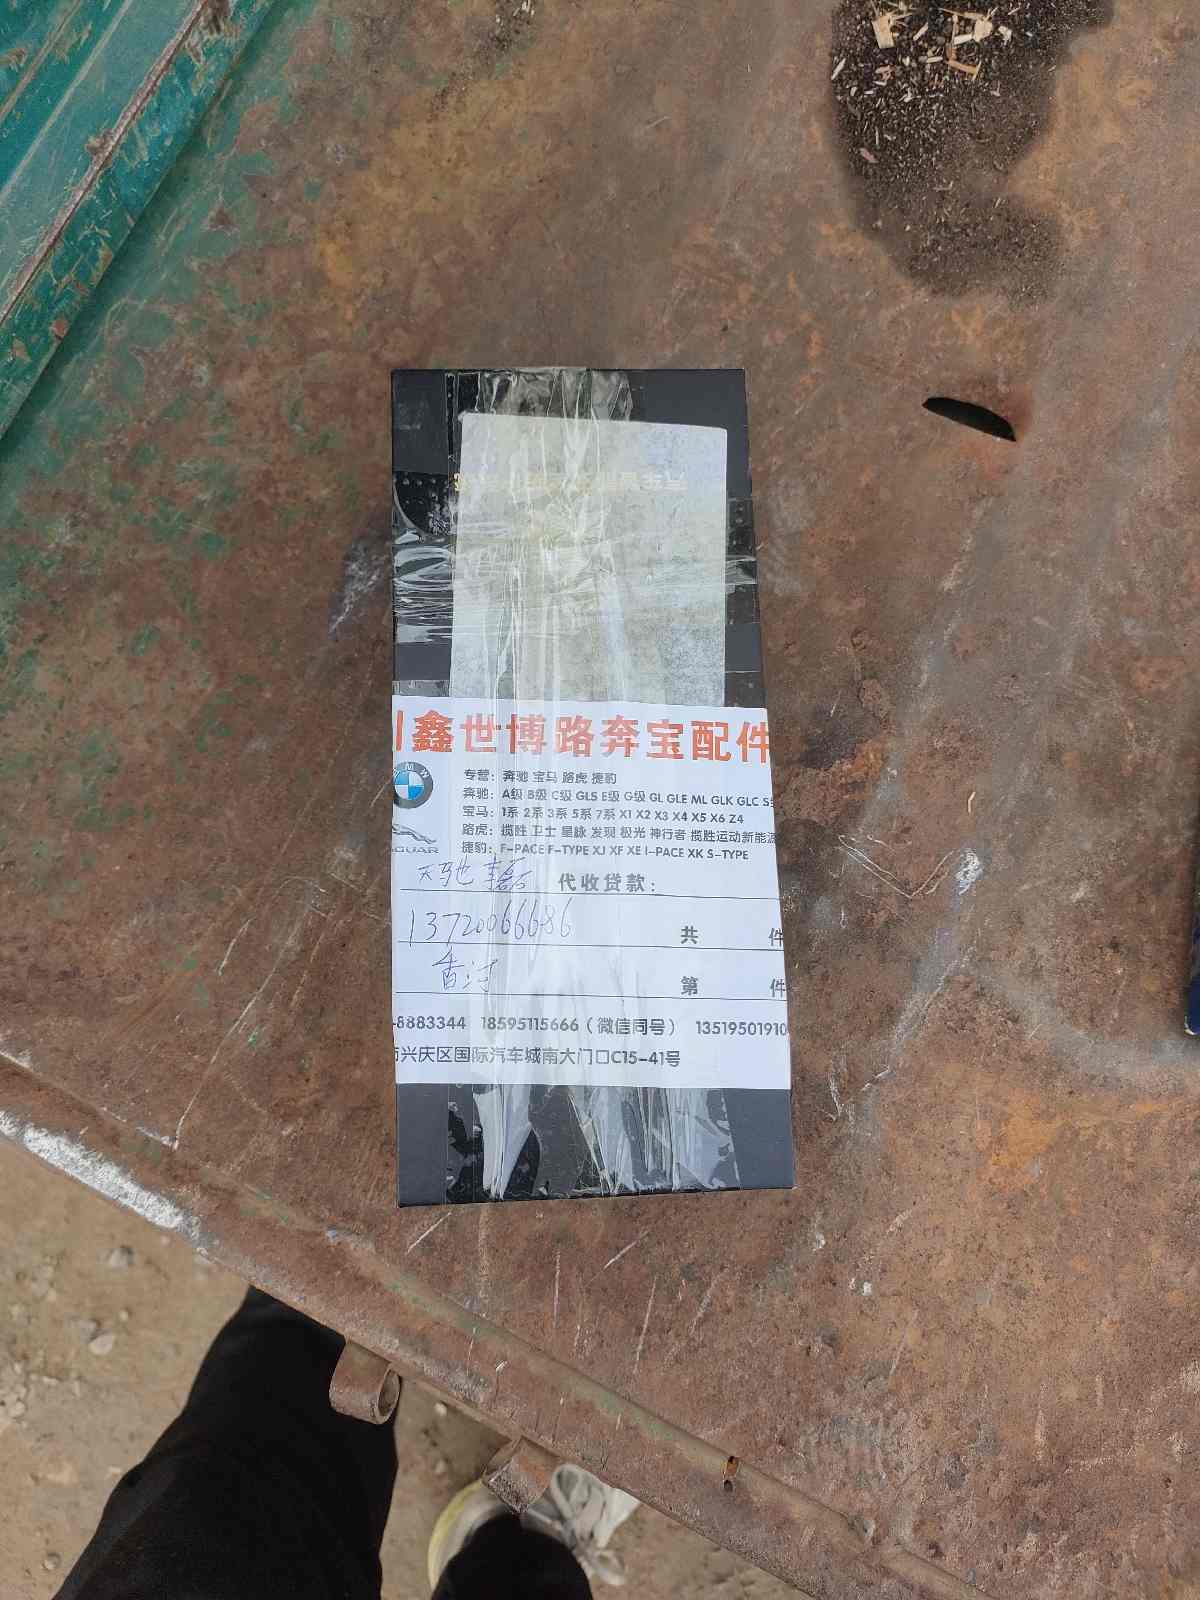 鑫世博路奔宝配件
BMW
专营：奔驰 宝马 路虎 捷豹
奔驰：A级 B级 C级 GLS E级 G级 GL GLE ML GLK GLC
宝马：1系 2系 3系 5系 7系 X1 X2 X3 X4 X5 X6 Z4
路虎：揽胜 卫士 星脉 发现 极光 神行者 揽胜运动新能源
捷豹：F-PACE F-TYPE XJ XF XE I-PACE XK S-TYPE
天驰 代收贷款：
13720066686 共 件
香河 第 件
-8883344 18595115666（微信同号） 13519501910
市兴庆区国际汽车城南大门口C15-41号